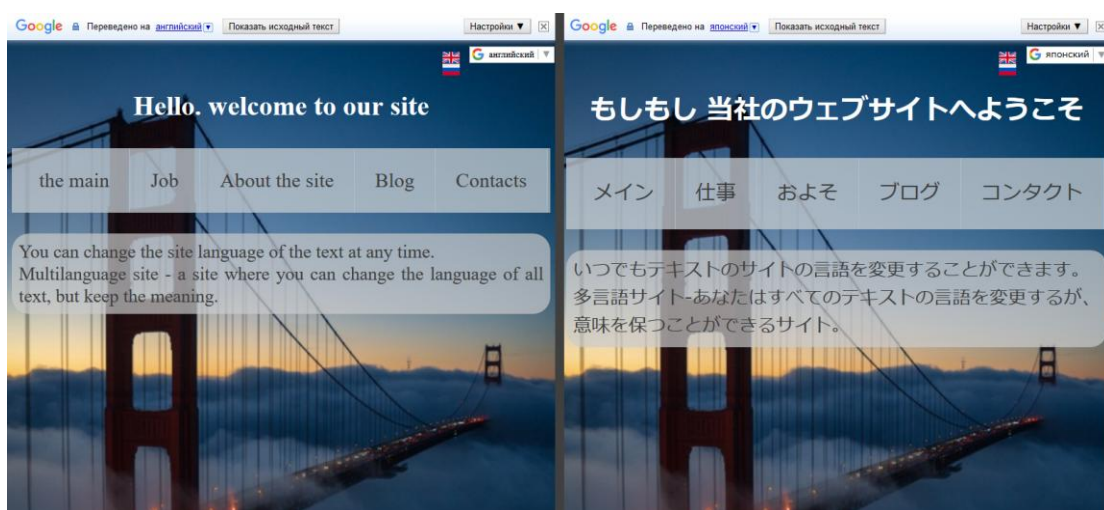 Google Переведено на английский Показать исходный текст Настройки ▼
G английский ▼
Hello. welcome to our site
the main Job About the site Blog Contacts
You can change the site language of the text at any time.
Multilanguage site - a site where you can change the language of all
text, but keep the meaning.
Google Переведено на японский Показать исходный текст Настройки ▼
G японский ▼
もしもし 当社のウェブサイトへようこそ
メイン 仕事 およそ ブログ コンタクト
いつでもテキストのサイトの言語を変更することができます。
多言語サイト-あなたはすべてのテキストの言語を変更するが、
意味を保つことができるサイト。